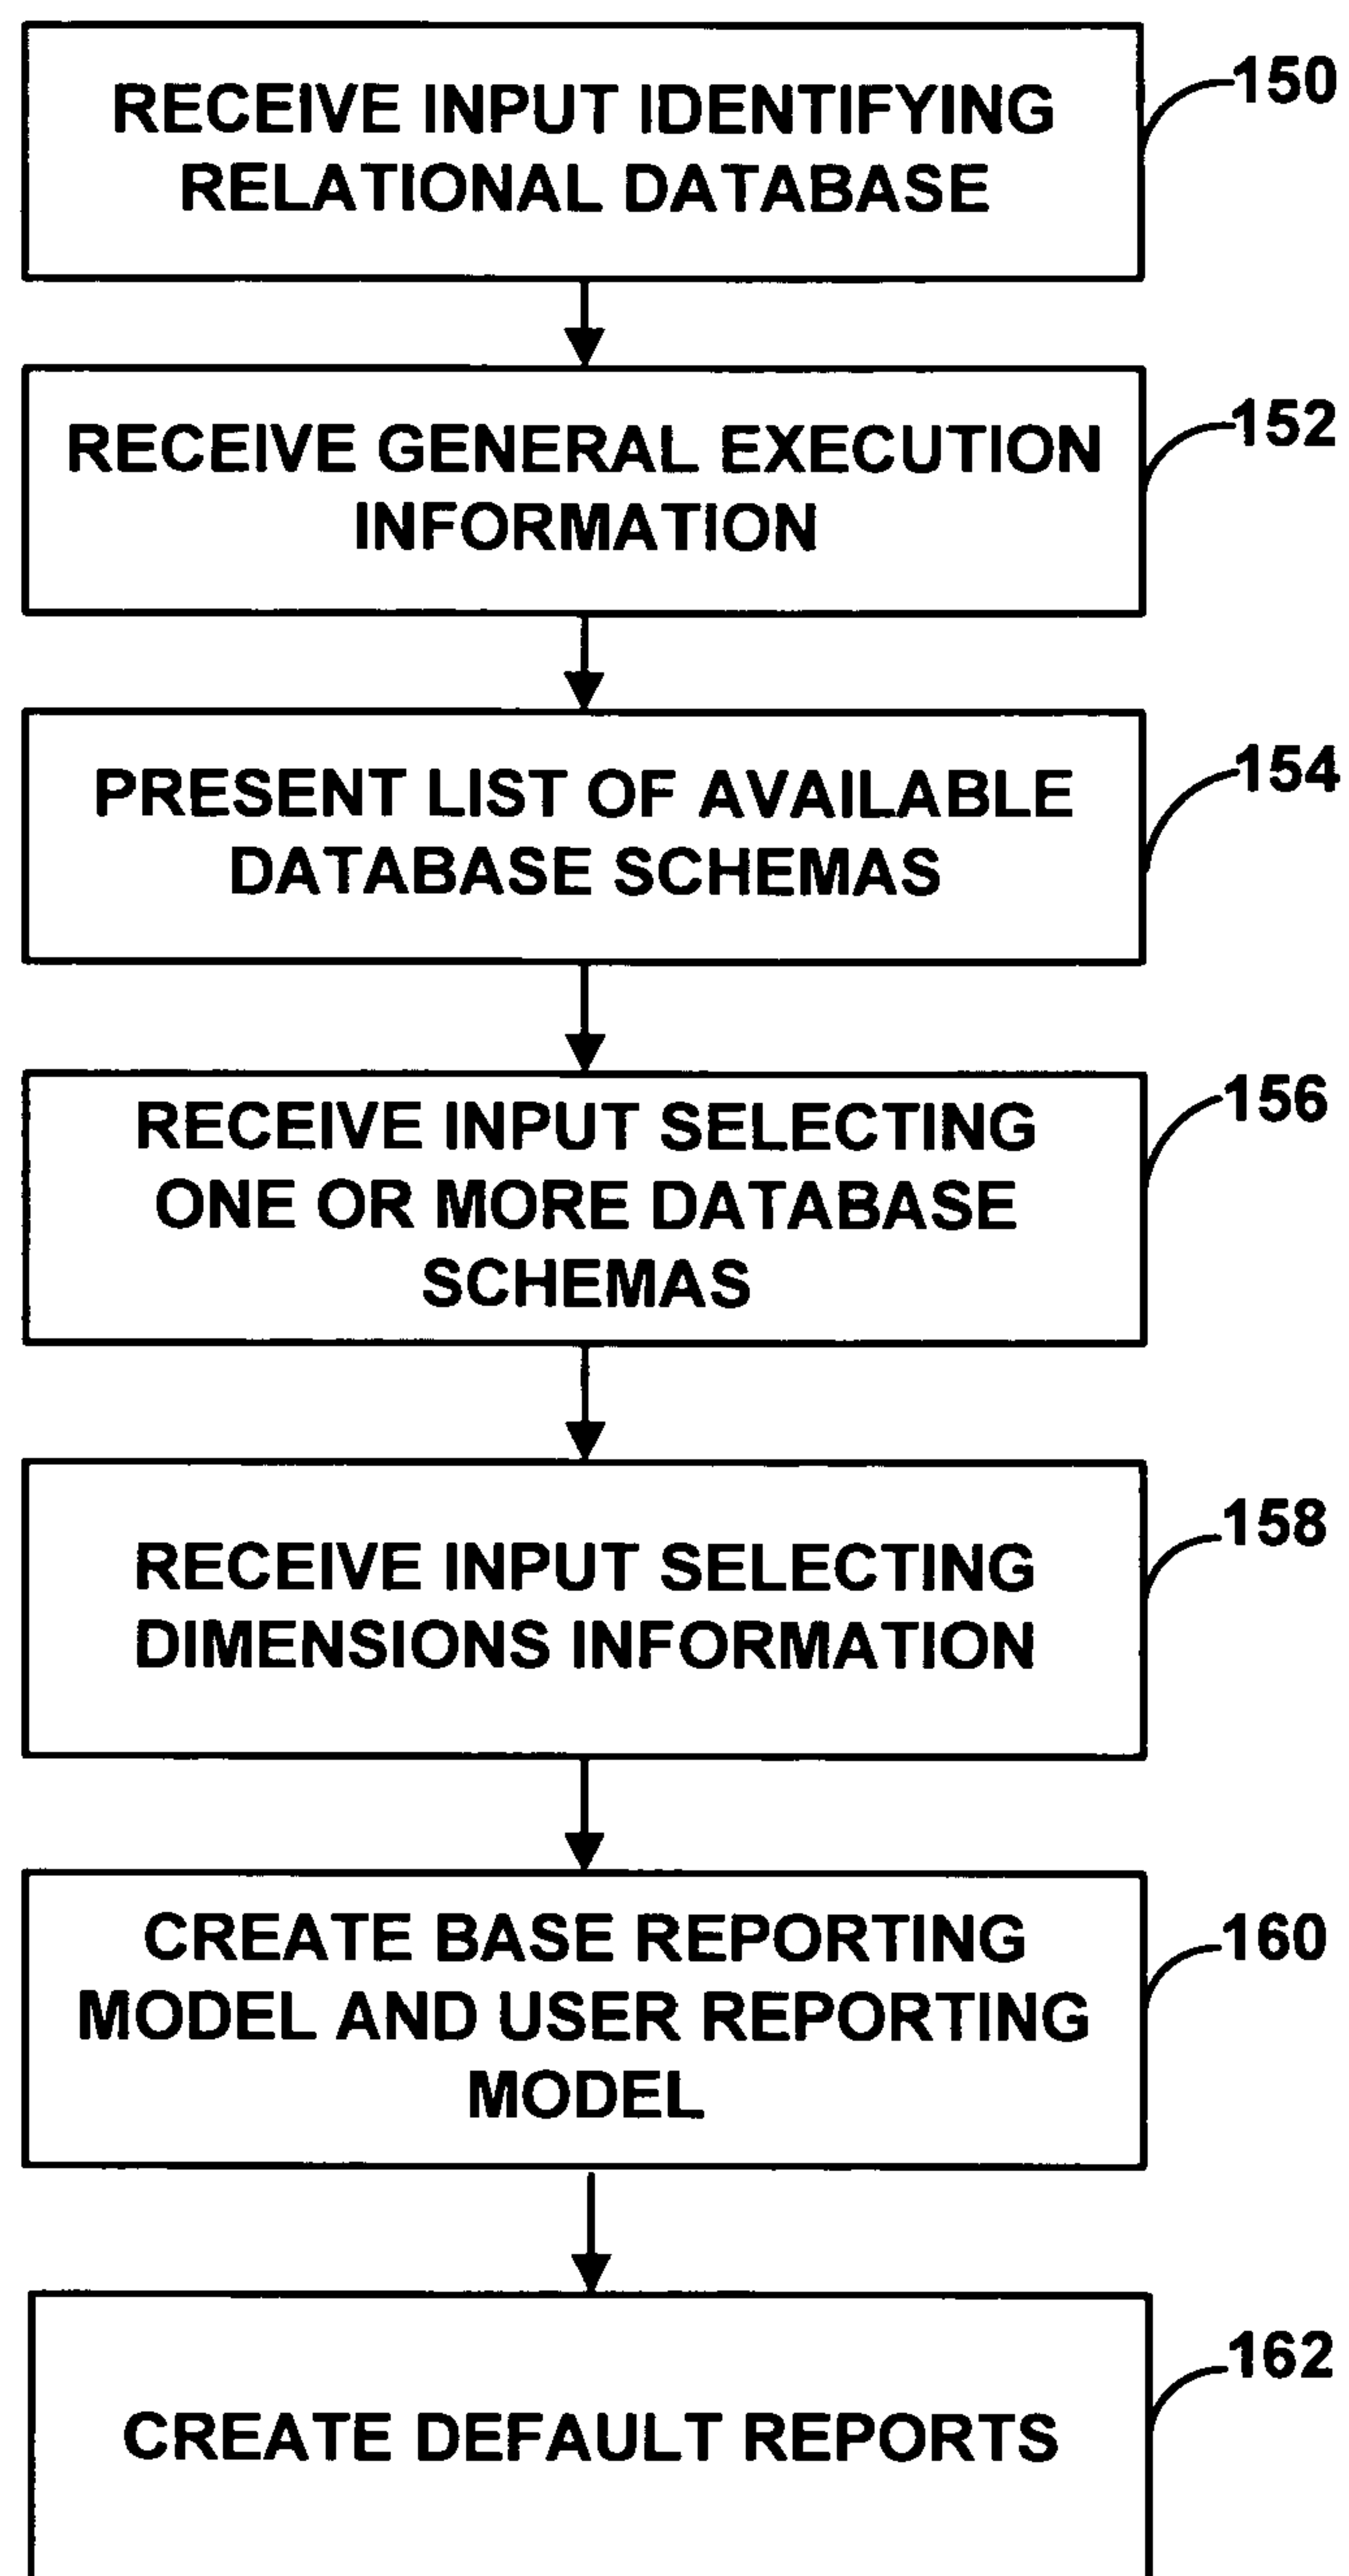 RECEIVE INPUT IDENTIFYING
RELATIONAL DATABASE
150
RECEIVE GENERAL EXECUTION
INFORMATION
152
PRESENT LIST OF AVAILABLE
DATABASE SCHEMAS
154
RECEIVE INPUT SELECTING
ONE OR MORE DATABASE
SCHEMAS
156
RECEIVE INPUT SELECTING
DIMENSIONS INFORMATION
158
CREATE BASE REPORTING
MODEL AND USER REPORTING
MODEL
160
CREATE DEFAULT REPORTS
162